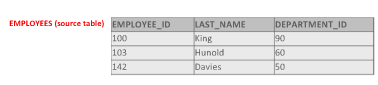 EMPLOYEES (source table)
EMPLOYEE_ID LAST_NAME DEPARTMENT_ID
100 King 90
103 Hunold 60
142 Davies 50